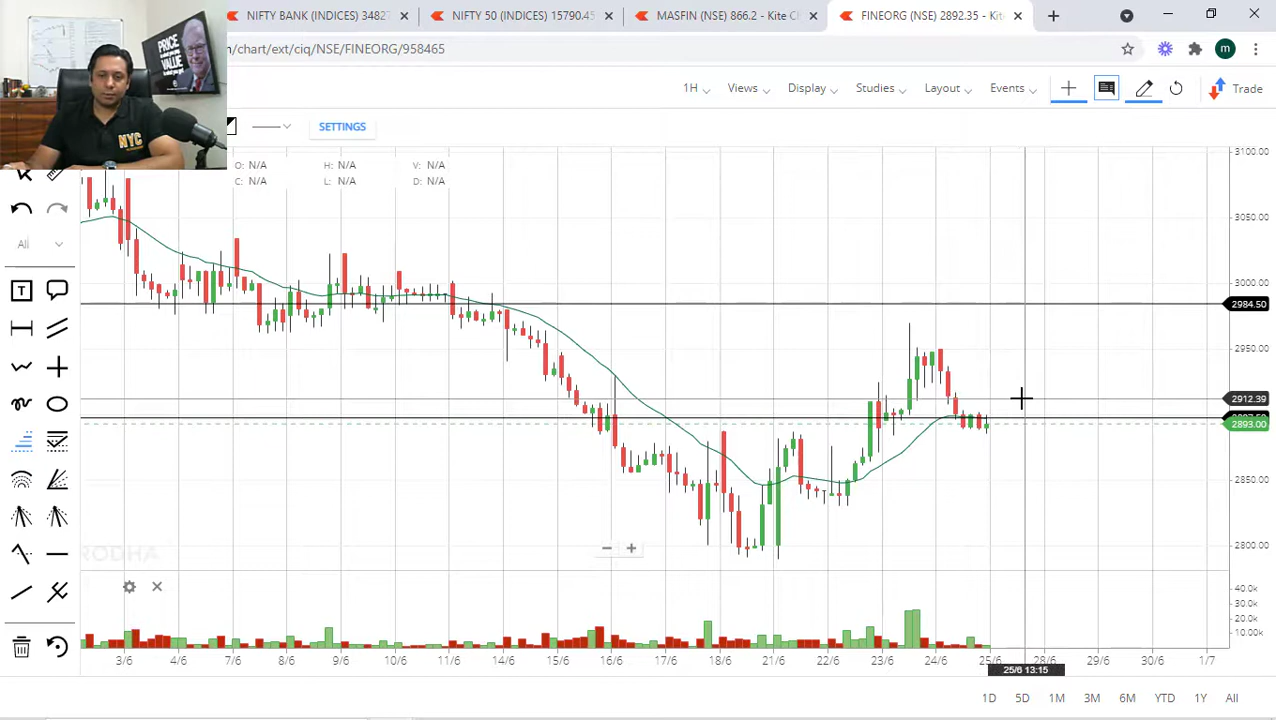 NIFTY BANK (INDICES) 3482
NIFTY 50
15790.45
MASFIN (NSE) 836.2 - Kite
FINEORG (NSE) 2892.35 - Kit
n/chart/ext/ciq/NSE/FINEORG/958465
m
PRICE
VALUE
NYC
1H Views Display Studies Layout Events Trade
SETTINGS
O: N/A H: N/A V: N/A
C: N/A L: N/A D: N/A
All
T
3100.00
3050.00
3000.00
2984.50
2950.00
2912.39
2893.00
2850.00
2800.00
RODHA
40.0k
30.0k
20.0k
10.00k
3/6 4/6 7/6 8/6 9/6 10/6 11/6 14/6 15/6 16/6 17/6 18/6 21/6 22/6 23/6 24/6 25/6 28/6 29/6 30/6 1/7
25/6 13:15
1D 5D 1M 3M 6M YTD 1Y All